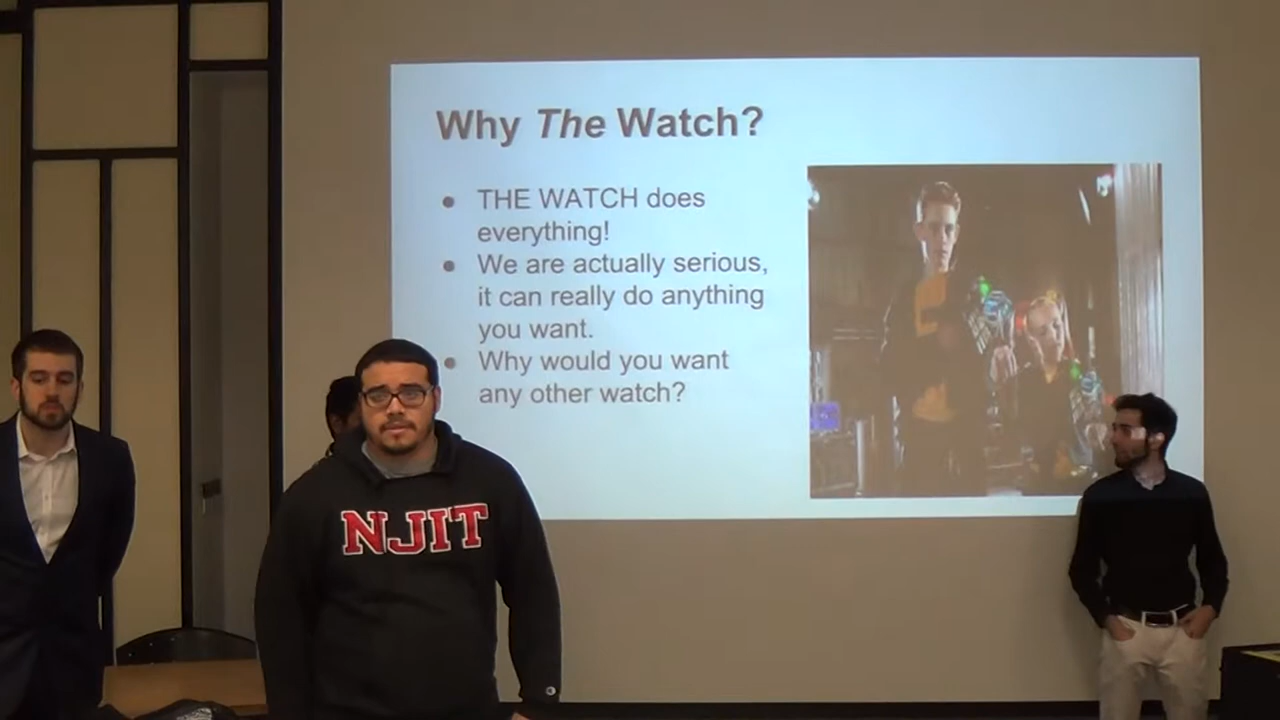 Why The Watch?
● THE WATCH does
everything!
● We are actually serious,
it can really do anything
you want.
● Why would you want
any other watch?
NJIT